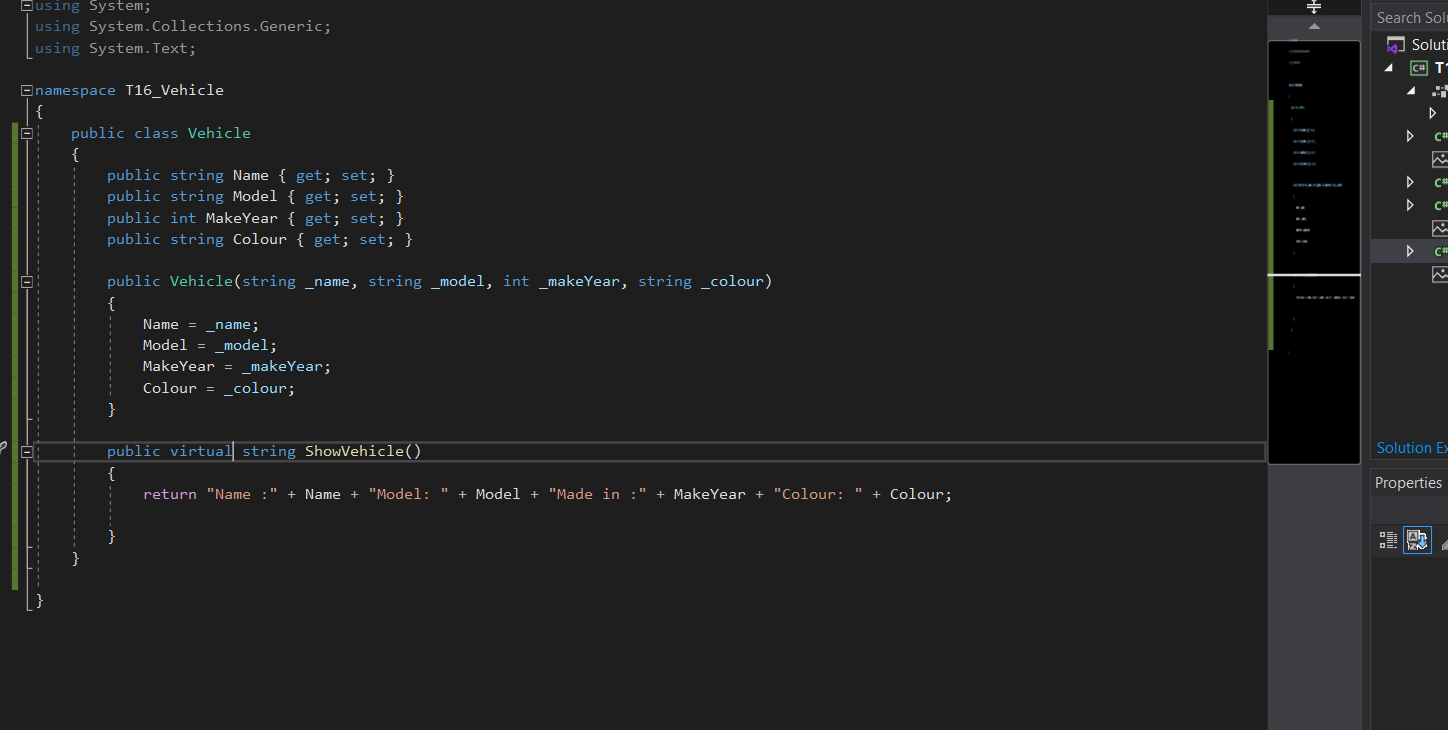 using System;
using System.Collections.Generic;
using System.Text;
namespace T16_Vehicle
{
public class Vehicle
{
public string Name { get; set; }
public string Model { get; set; }
public int MakeYear { get; set; }
public string Colour { get; set; }
public Vehicle(string _name, string _model, int _makeYear, string _colour)
{
Name = _name;
Model = _model;
MakeYear = _makeYear;
Colour = _colour;
}
public virtual string ShowVehicle()
{
return "Name :" + Name + "Model: " + Model + "Made in :" + MakeYear + "Colour: " + Colour;
}
}
}
Search Solu
Soluti
C# T1
C#
C#
C#
C#
Solution Ex
Properties